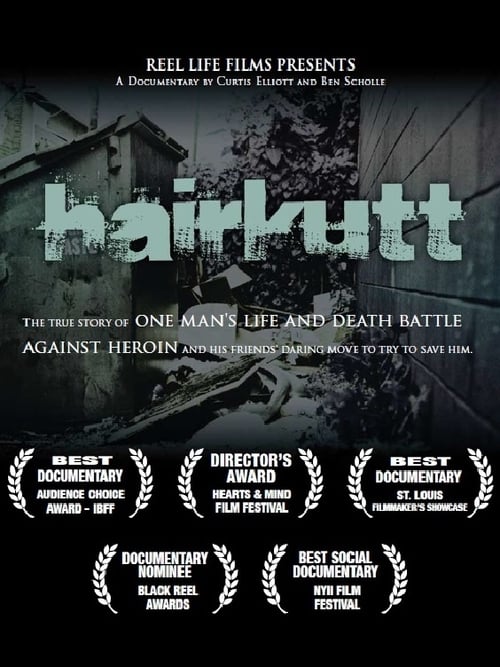 REEL LIFE FILMS PRESENTS
A DOCUMENTARY BY CURTIS ELLIOTT AND BEN SCHOLLE
hairkutt
THE TRUE STORY OF ONE MAN'S LIFE AND DEATH BATTLE
AGAINST HEROIN AND HIS FRIENDS' DARING MOVE TO TRY TO SAVE HIM.
BEST
DOCUMENTARY
AUDIENCE CHOICE
AWARD - IBFF
DIRECTOR'S
AWARD
HEARTS & MIND
FILM FESTIVAL
BEST
DOCUMENTARY
ST. LOUIS
FILMMAKER'S SHOWCASE
DOCUMENTARY
NOMINEE
BLACK REEL
AWARDS
BEST SOCIAL
DOCUMENTARY
NYII FILM
FESTIVAL